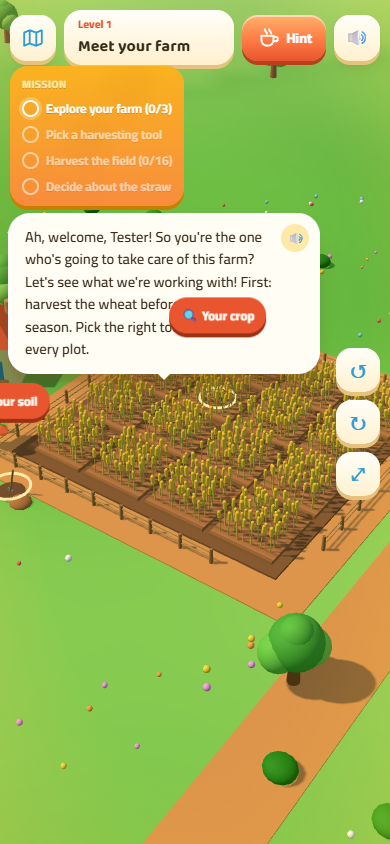 Level 1
Meet your farm
Hint
MISSION
Explore your farm (0/3)
Pick a harvesting tool
Harvest the field (0/16)
Decide about the straw
Ah, welcome, Tester! So you're the one
who's going to take care of this farm?
Let's see what we're working with! First:
harvest the wheat befor
Your crop
season. Pick the right to
every plot.
our soil